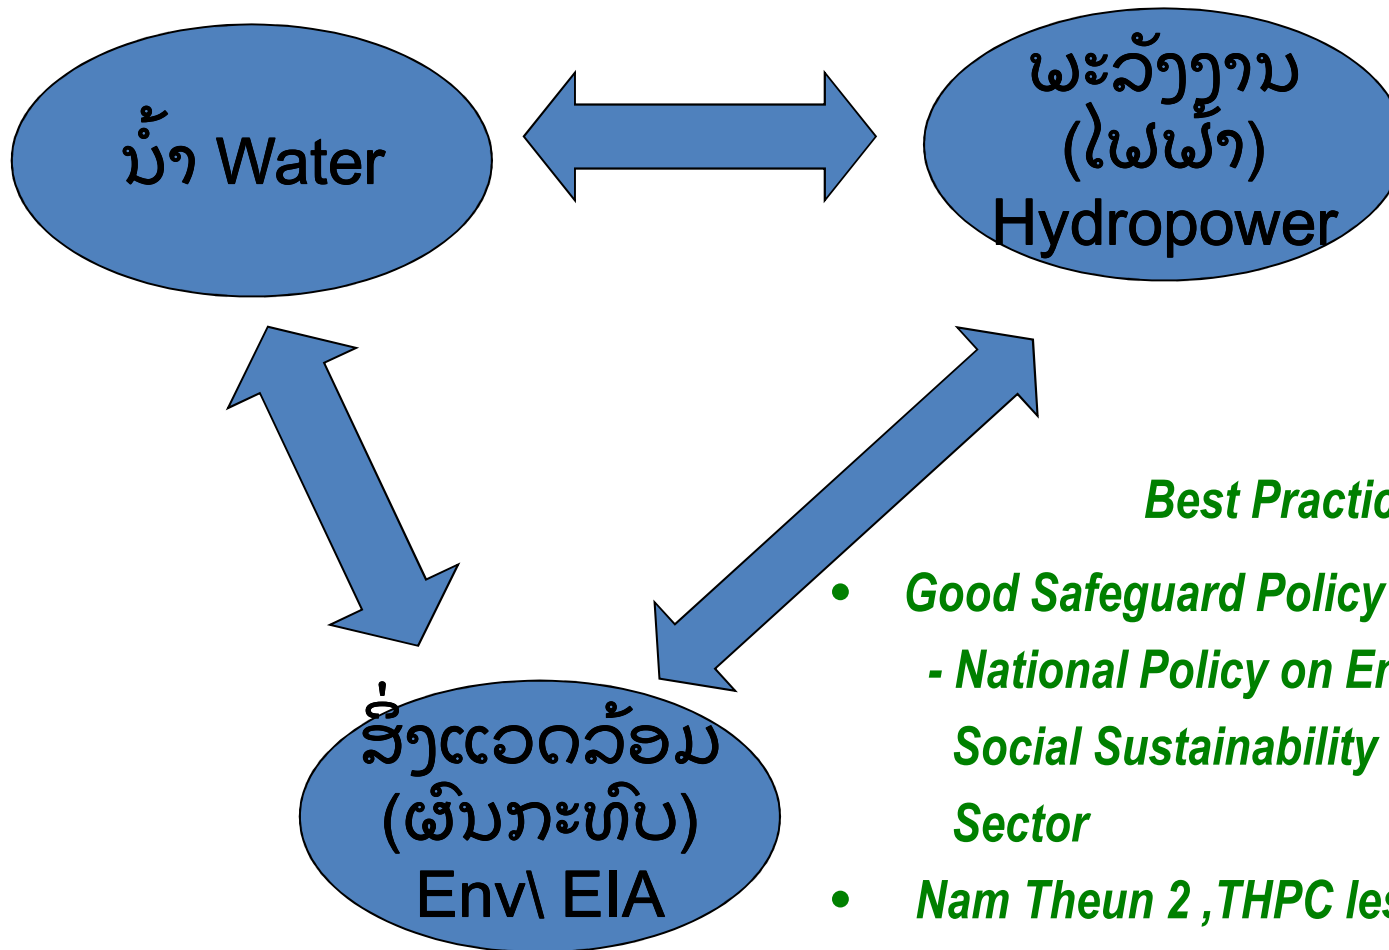 ນ້ຳ Water
ພະລັງງານ
(ໄຟຟ້າ)
Hydropower
ສິ່ງແວດລ້ອມ
(ຜົນກະທົບ)
Env\ EIA
Best Practic
• Good Safeguard Policy
- National Policy on En
Social Sustainability
Sector
• Nam Theun 2 ,THPC les